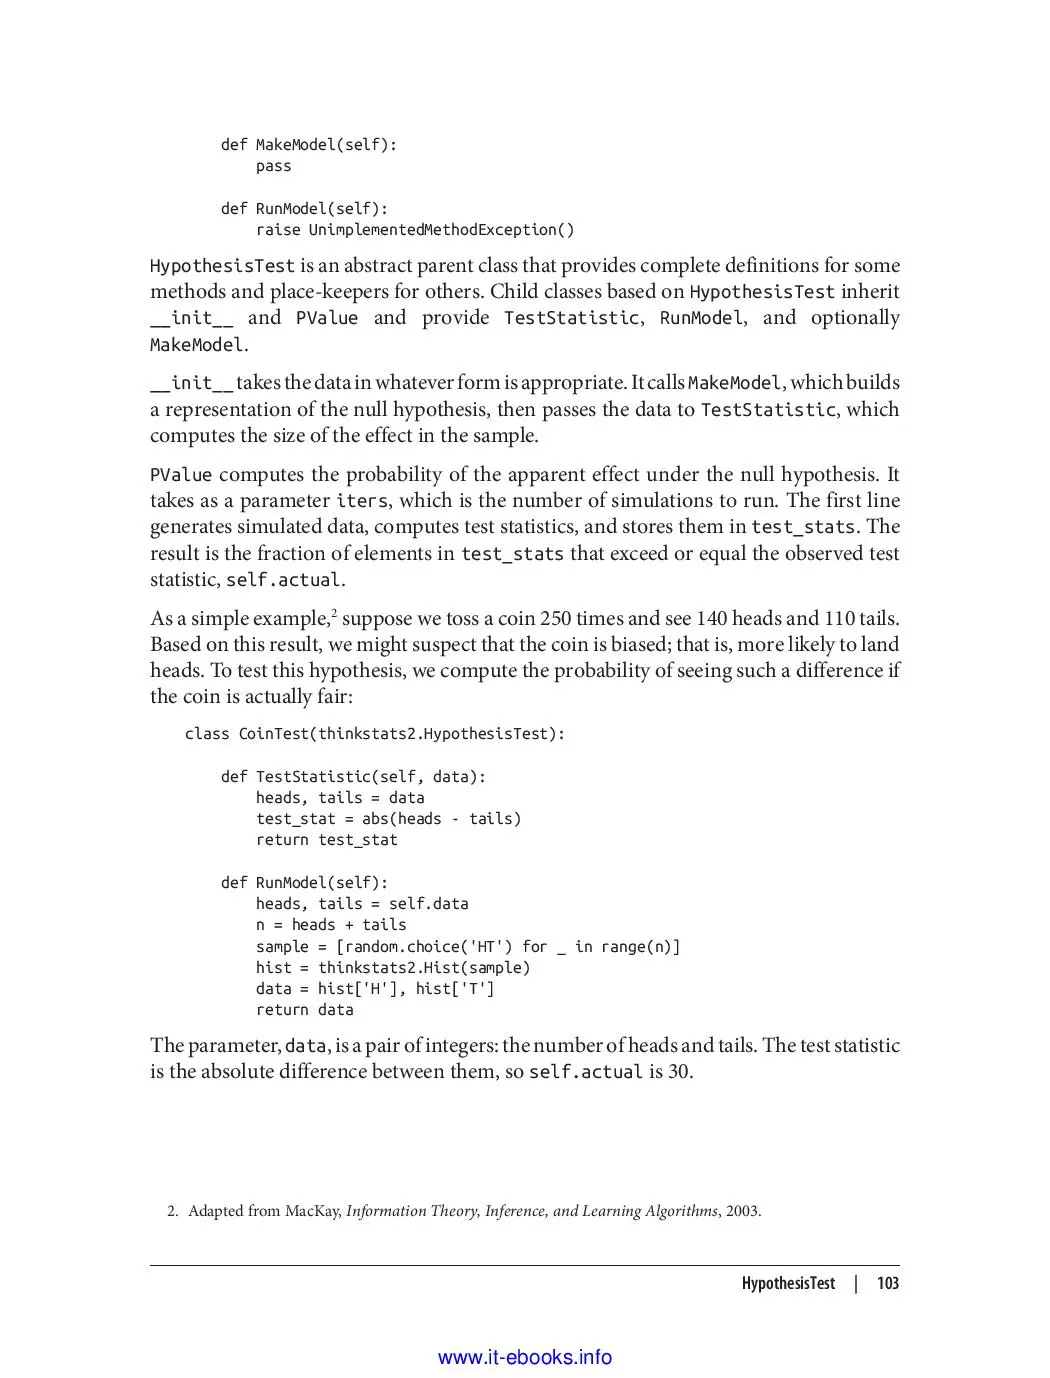 def MakeModel(self):
pass
def RunModel(self):
raise UnimplementedMethodException()
HypothesisTest is an abstract parent class that provides complete definitions for some
methods and place-keepers for others. Child classes based on HypothesisTest inherit
__init__ and PValue and provide TestStatistic, RunModel, and optionally
MakeModel.
__init__ takes the data in whatever form is appropriate. It calls MakeModel, which builds
a representation of the null hypothesis, then passes the data to TestStatistic, which
computes the size of the effect in the sample.
PValue computes the probability of the apparent effect under the null hypothesis. It
takes as a parameter iters, which is the number of simulations to run. The first line
generates simulated data, computes test statistics, and stores them in test_stats. The
result is the fraction of elements in test_stats that exceed or equal the observed test
statistic, self.actual.
As a simple example,2 suppose we toss a coin 250 times and see 140 heads and 110 tails.
Based on this result, we might suspect that the coin is biased; that is, more likely to land
heads. To test this hypothesis, we compute the probability of seeing such a difference if
the coin is actually fair:
class CoinTest(thinkstats2.HypothesisTest):
def TestStatistic(self, data):
heads, tails = data
test_stat = abs(heads - tails)
return test_stat
def RunModel(self):
heads, tails = self.data
n = heads + tails
sample = [random.choice('HT') for _ in range(n)]
hist = thinkstats2.Hist(sample)
data = hist['H'], hist['T']
return data
The parameter, data, is a pair of integers: the number of heads and tails. The test statistic
is the absolute difference between them, so self.actual is 30.
2. Adapted from MacKay, Information Theory, Inference, and Learning Algorithms, 2003.
HypothesisTest | 103
www.it-ebooks.info